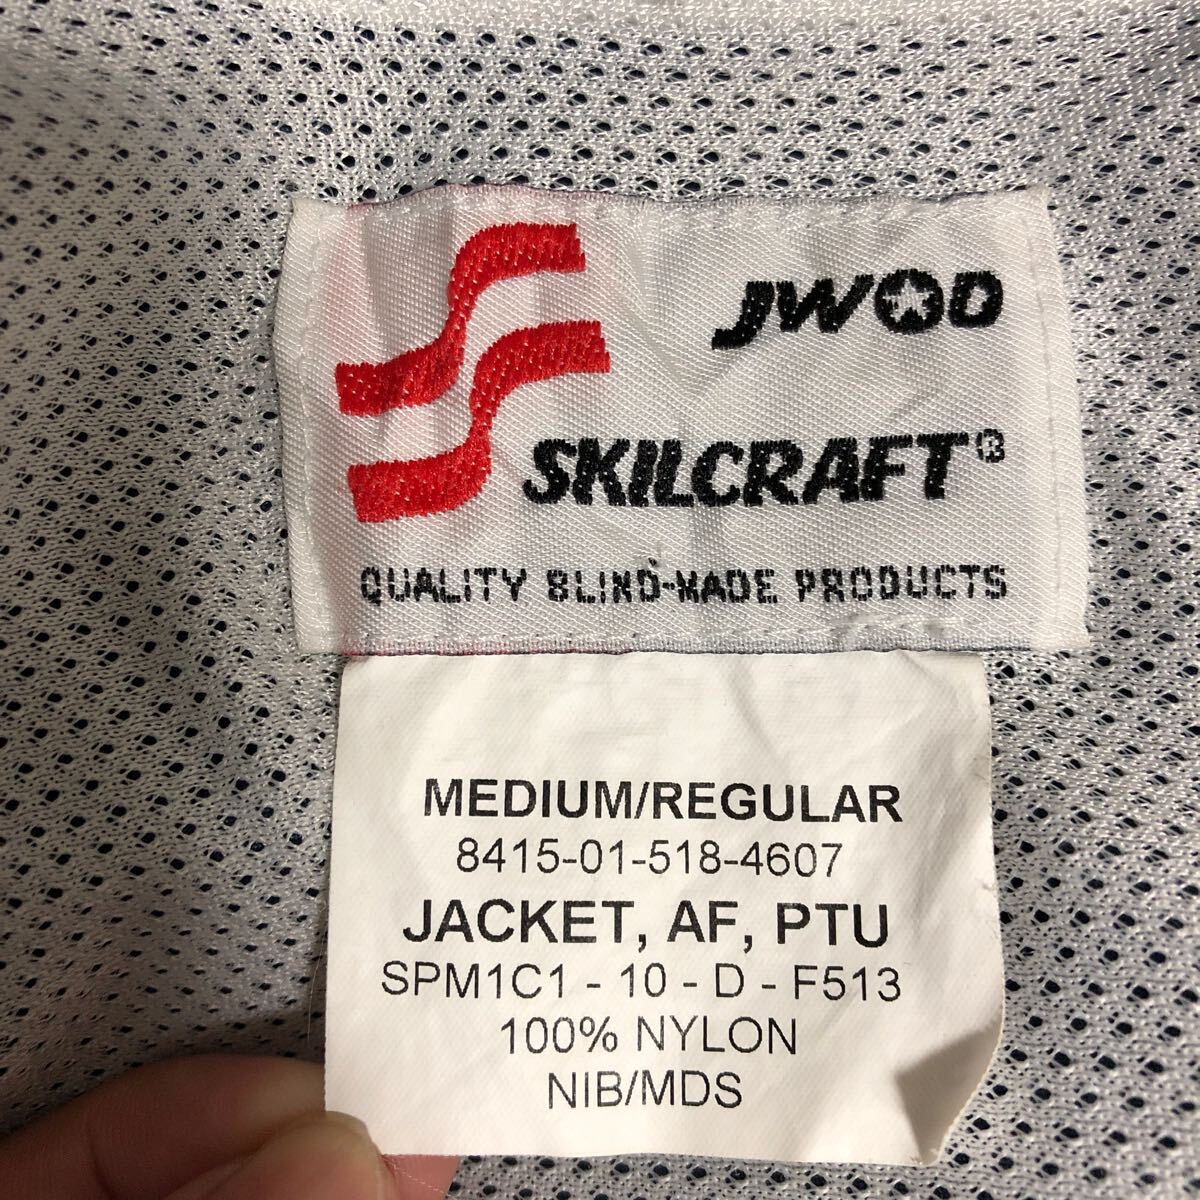 JWOD
SKILCRAFT®
QUALITY BLIND-MADE PRODUCTS
MEDIUM/REGULAR
8415-01-518-4607
JACKET, AF, PTU
SPM1C1 - 10 - D - F513
100% NYLON
NIB/MDS